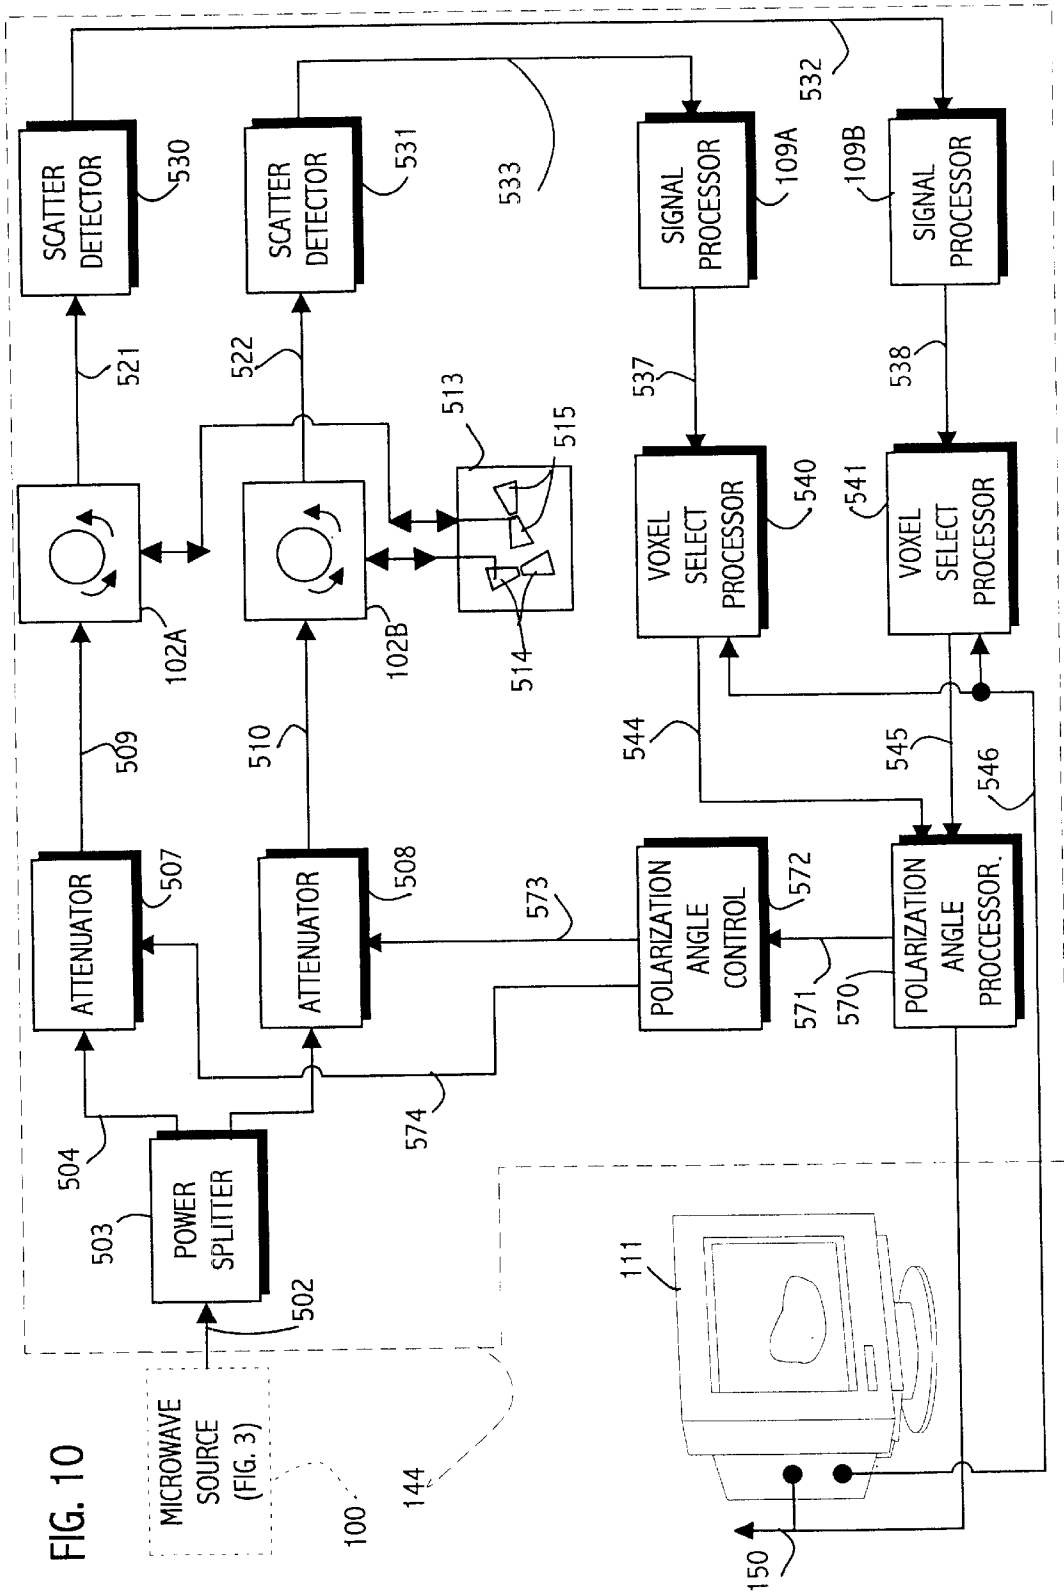 FIG. 10
MICROWAVE
SOURCE
(FIG. 3)
100
144
502
503
POWER
SPLITTER
504
ATTENUATOR
507
509
102A
521
SCATTER
DETECTOR
530
ATTENUATOR
508
510
102B
522
SCATTER
DETECTOR
531
574
573
514
513
515
533
532
POLARIZATION
ANGLE
CONTROL
572
544
VOXEL
SELECT
PROCESSOR
540
537
SIGNAL
PROCESSOR
109A
111
571
570
POLARIZATION
ANGLE
PROCCESSOR.
545
546
541
VOXEL
SELECT
PROCESSOR
538
109B
SIGNAL
PROCESSOR
150